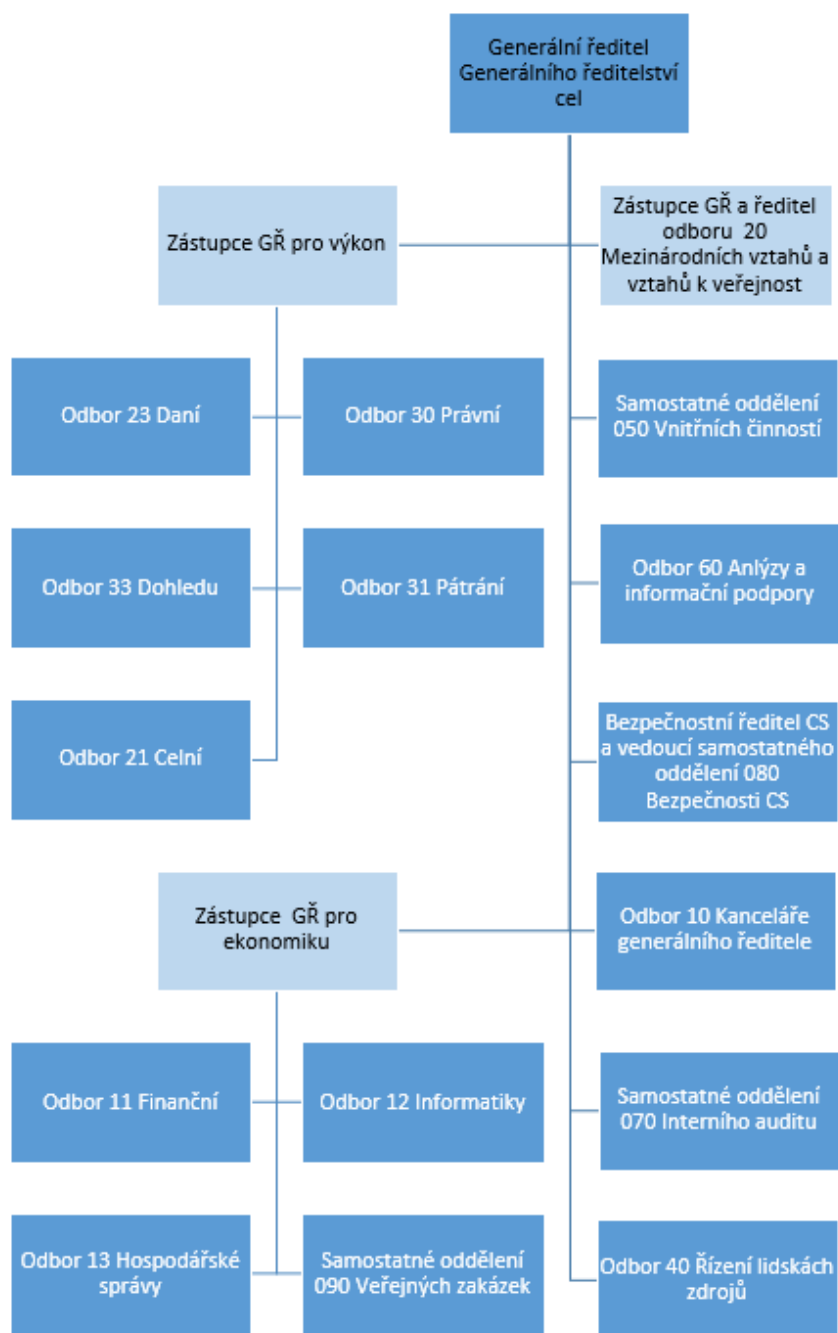 Generální ředitel
Generálního ředitelství
cel
Zástupce GŘ pro výkon
Zástupce GŘ a ředitel
odboru 20
Mezinárodních vztahů a
vztahů k veřejnost
Odbor 23 Daní
Odbor 30 Právní
Samostatné oddělení
050 Vnitřních činností
Odbor 33 Dohledu
Odbor 31 Pátrání
Odbor 60 Anlýzy a
informační podpory
Odbor 21 Celní
Bezpečnostní ředitel CS
a vedoucí samostatného
oddělení 080
Bezpečnosti CS
Zástupce GŘ pro
ekonomiku
Odbor 10 Kanceláře
generálního ředitele
Odbor 11 Finanční
Odbor 12 Informatiky
Samostatné oddělení
070 Interního auditu
Odbor 13 Hospodářské
správy
Samostatné oddělení
090 Veřejných zakázek
Odbor 40 Řízení lidskách
zdrojů